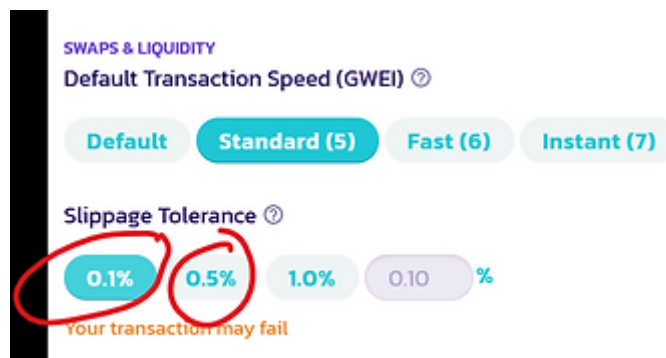 SWAPS & LIQUIDITY
Default Transaction Speed (GWEI) ?
Default Standard (5) Fast (6) Instant (7)
Slippage Tolerance ?
0.1% 0.5% 1.0% 0.10 %
Your transaction may fail